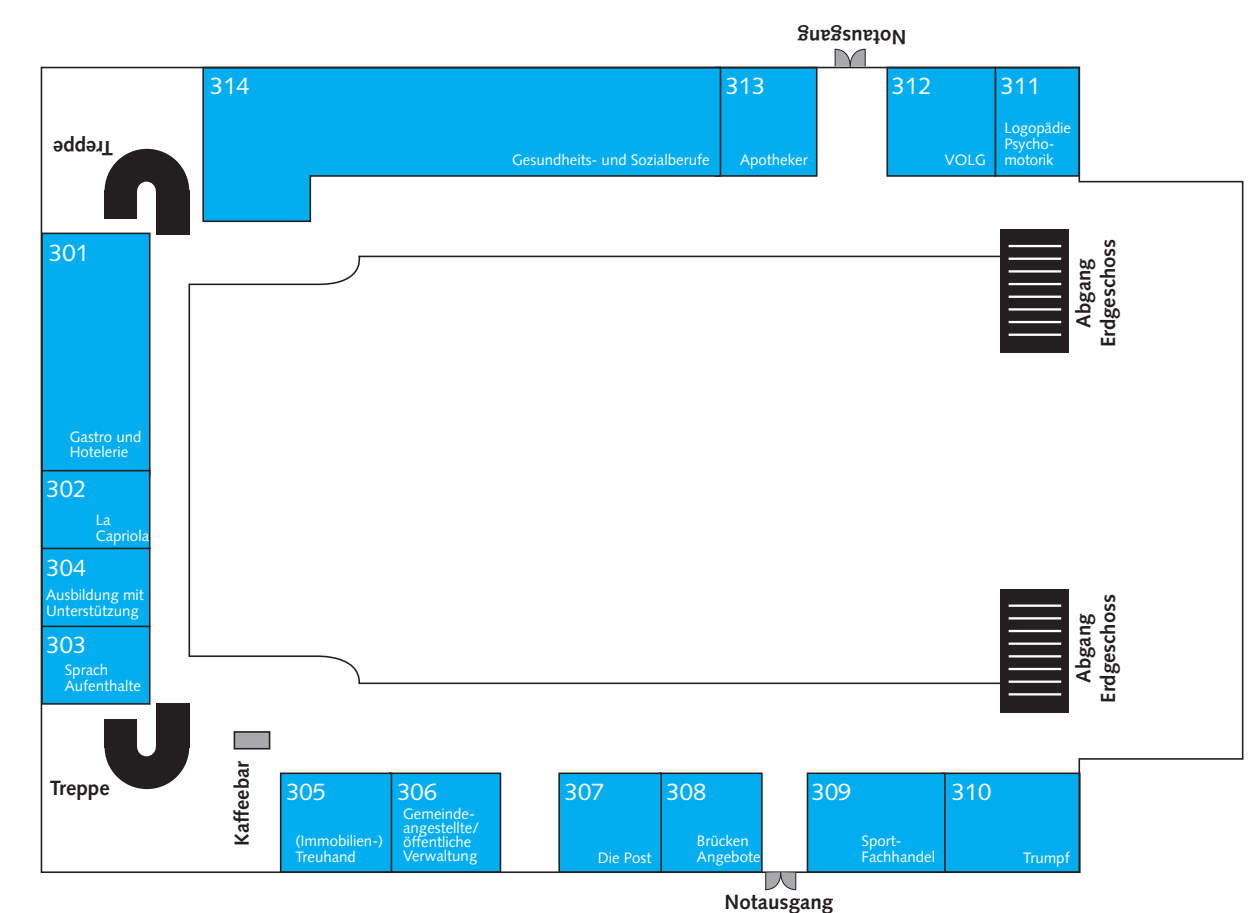 Notausgang
314
Gesundheits- und Sozialberufe
313
Apotheker
312
VOLG
311
Logopädie
Psycho-
motorik
Treppe
301
Gastro und
Hotelerie
302
La
Capriola
304
Ausbildung mit
Unterstützung
303
Sprach
Aufenthalte
Abgang
Erdgeschoss
Abgang
Erdgeschoss
Treppe
Kaffeebar
305
(Immobilien-)
Treuhand
306
Gemeinde-
angestellte/
öffentliche
Verwaltung
307
Die Post
308
Brücken
Angebote
309
Sport-
Fachhandel
310
Trumpf
Notausgang